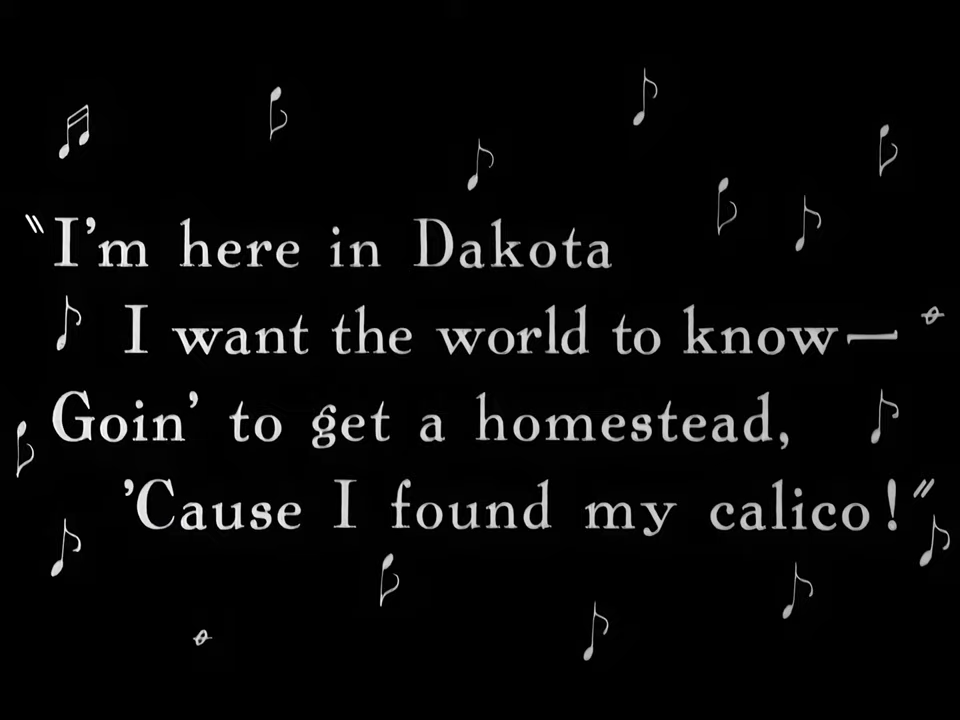 "I'm here in Dakota
I want the world to know—
Goin' to get a homestead,
'Cause I found my calico!"